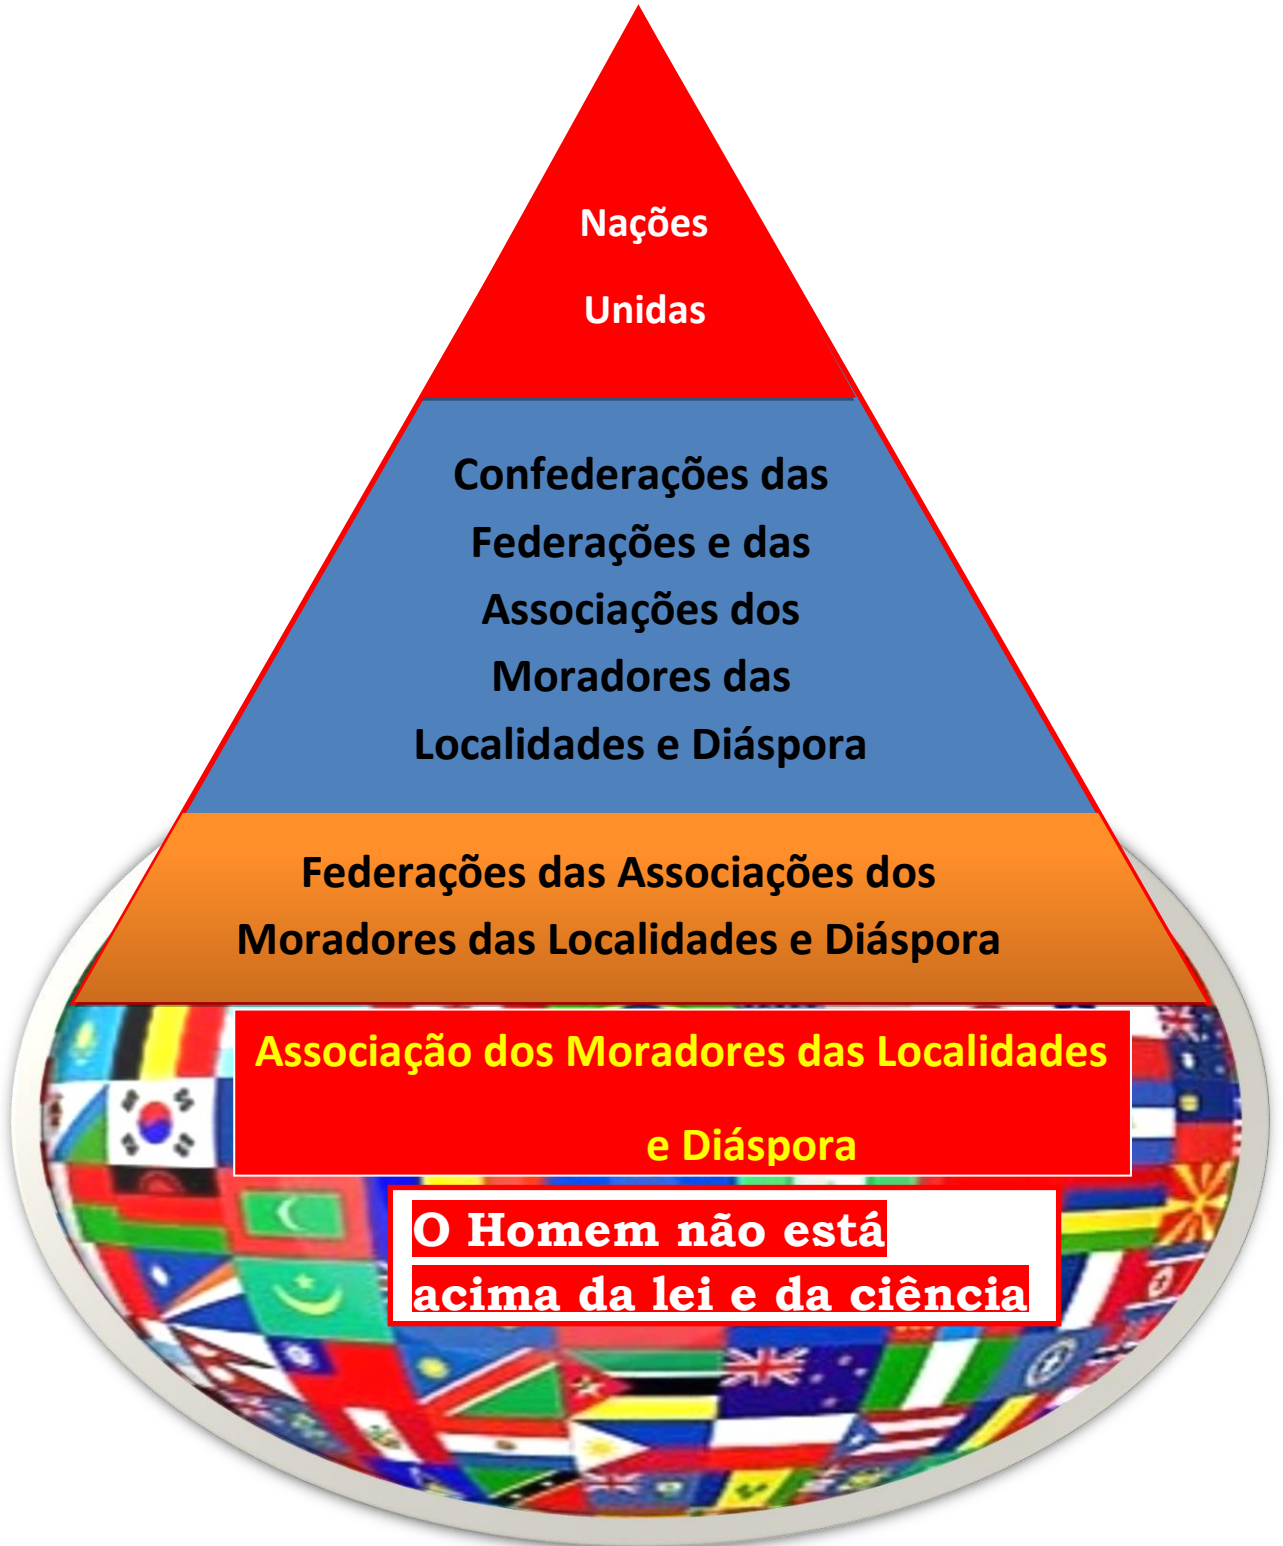 Nações
Unidas
Confederações das
Federações e das
Associações dos
Moradores das
Localidades e Diáspora
Federações das Associações dos
Moradores das Localidades e Diáspora
Associação dos Moradores das Localidades
e Diáspora
O Homem não está
acima da lei e da ciência